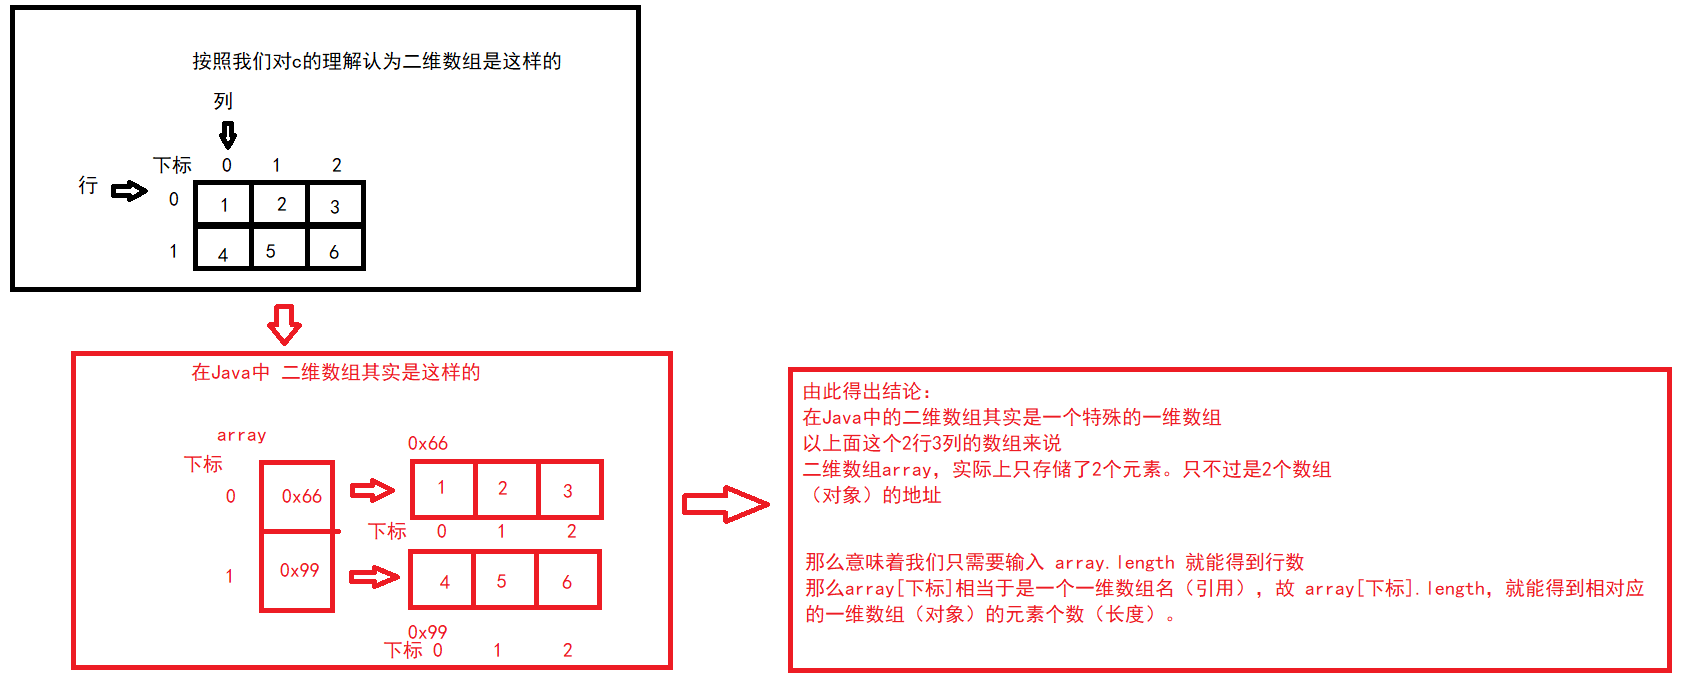 按照我们对c的理解认为二维数组是这样的
列
下标 0 1 2
行
0 1 2 3
1 4 5 6
在Java中 二维数组其实是这样的
array
下标
0x66
0 0x66 1 2 3
下标 0 1 2
1 0x99 4 5 6
0x99
下标 0 1 2
由此得出结论：
在Java中的二维数组其实是一个特殊的一维数组
以上面这个2行3列的数组来说
二维数组array，实际上只存储了2个元素。只不过是2个数组
（对象）的地址
那么意味着我们只需要输入 array.length 就能得到行数
那么array[下标]相当于是一个一维数组名（引用），故 array[下标].length，就能得到相对应
的一维数组（对象）的元素个数（长度）。